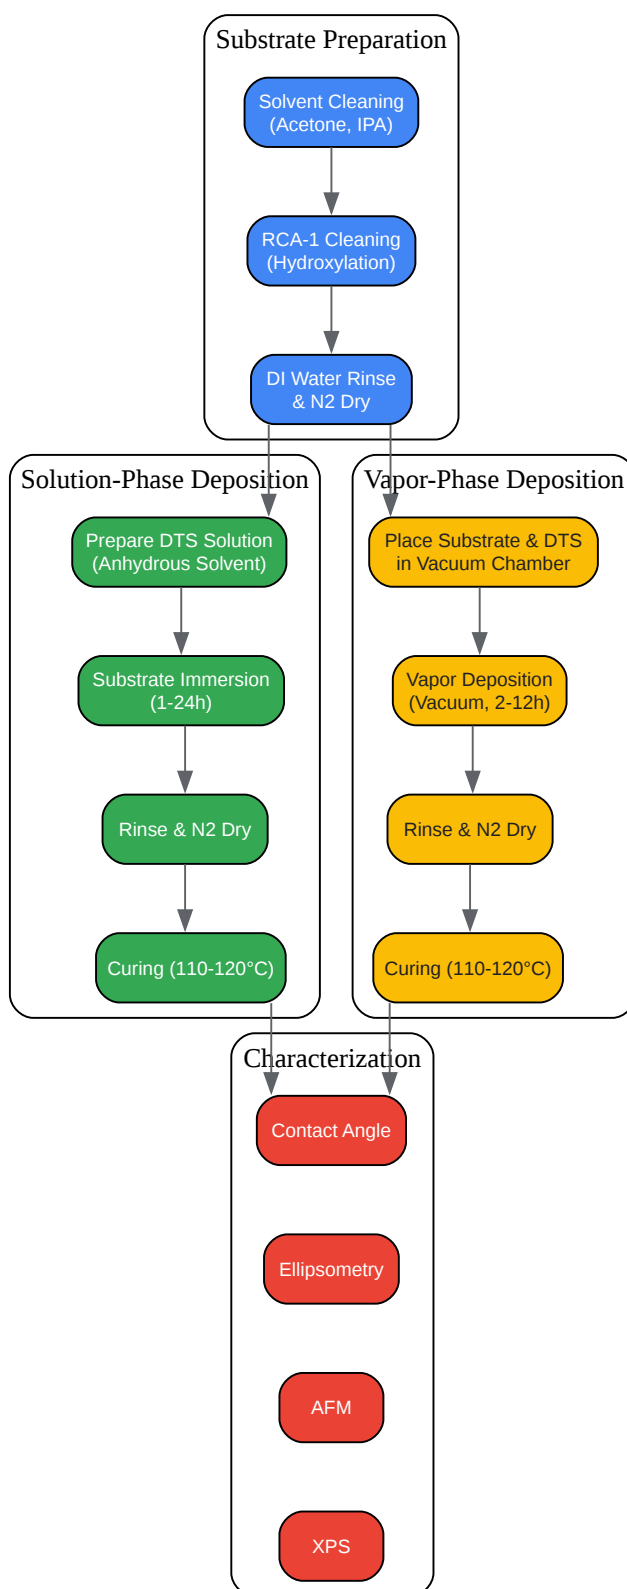 Substrate Preparation
Solvent Cleaning
(Acetone, IPA)
RCA-1 Cleaning
(Hydroxylation)
DI Water Rinse
& N2 Dry
Solution-Phase Deposition
Prepare DTS Solution
(Anhydrous Solvent)
Substrate Immersion
(1-24h)
Rinse & N2 Dry
Curing (110-120°C)
Vapor-Phase Deposition
Place Substrate & DTS
in Vacuum Chamber
Vapor Deposition
(Vacuum, 2-12h)
Rinse & N2 Dry
Curing (110-120°C)
Characterization
Contact Angle
Ellipsometry
AFM
XPS